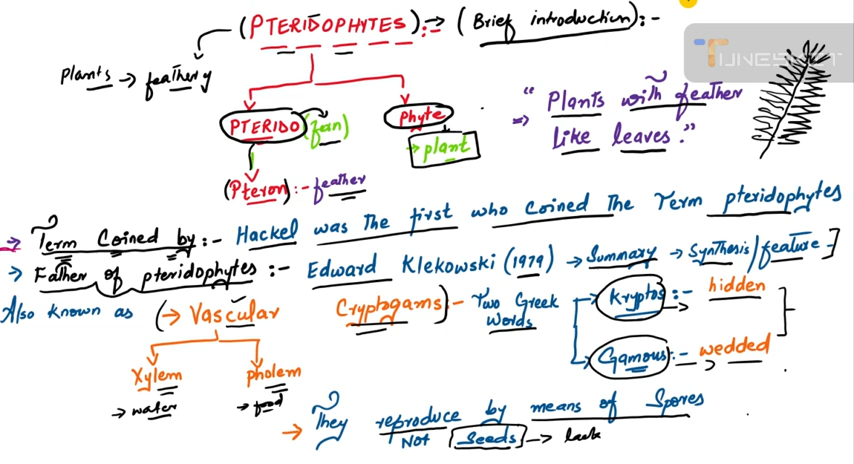 (PTERIDOPHYTES):- → (Brief introduction):-
Plants → feathery
PTERIDO (fan)
Phyte
→ plant
(Pteron):- feather
⇒ "Plants with feather
like leaves."
→ Term Coined by:- Hackel was the first who coined the Term pteridophytes
→ Father of pteridophytes:- Edward Klekowski (1979) → Summary → Synthesis/feature]
Also known as (→ Vascular Cryptogams):- Two Greek Words
Kryptos:- → hidden
Gamous:- → wedded
Xylem
→ water
pholem
→ food
→ They reproduce by means of Spores
Not Seeds → lack